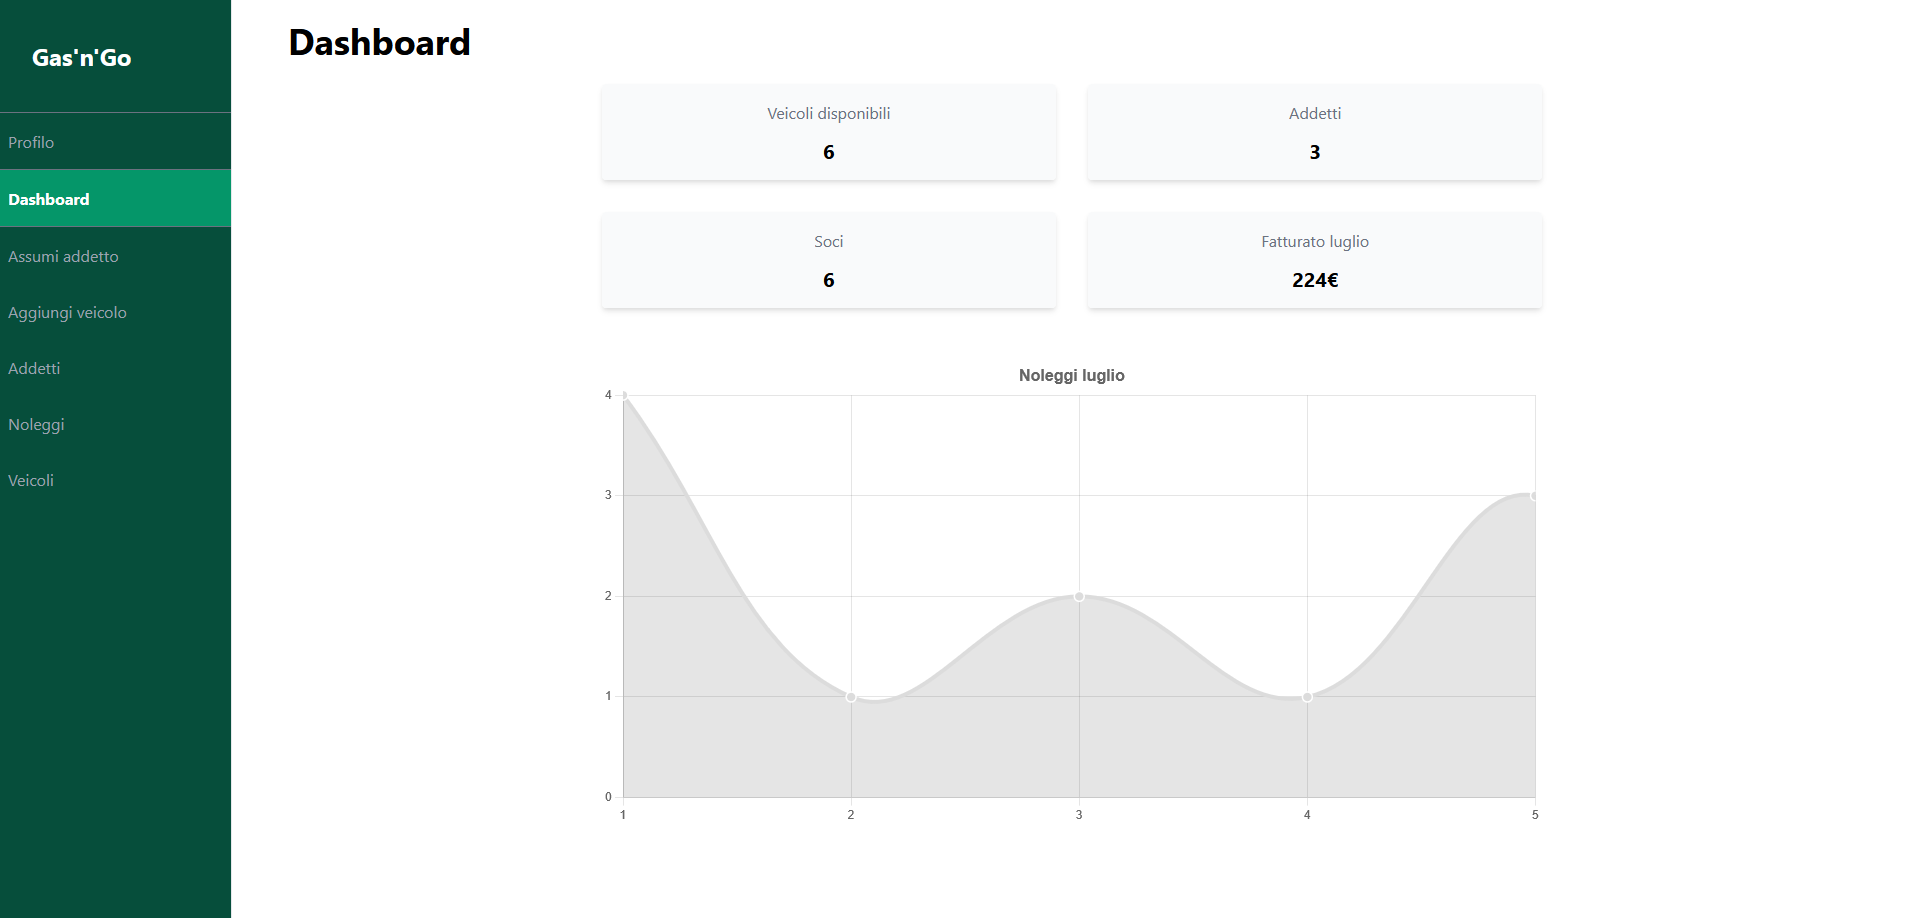 Gas'n'Go
Profilo
Dashboard
Assumi addetto
Aggiungi veicolo
Addetti
Noleggi
Veicoli
Dashboard
Veicoli disponibili
6
Addetti
3
Soci
6
Fatturato luglio
224€
Noleggi luglio
4
3
2
1
0
1 2 3 4 5